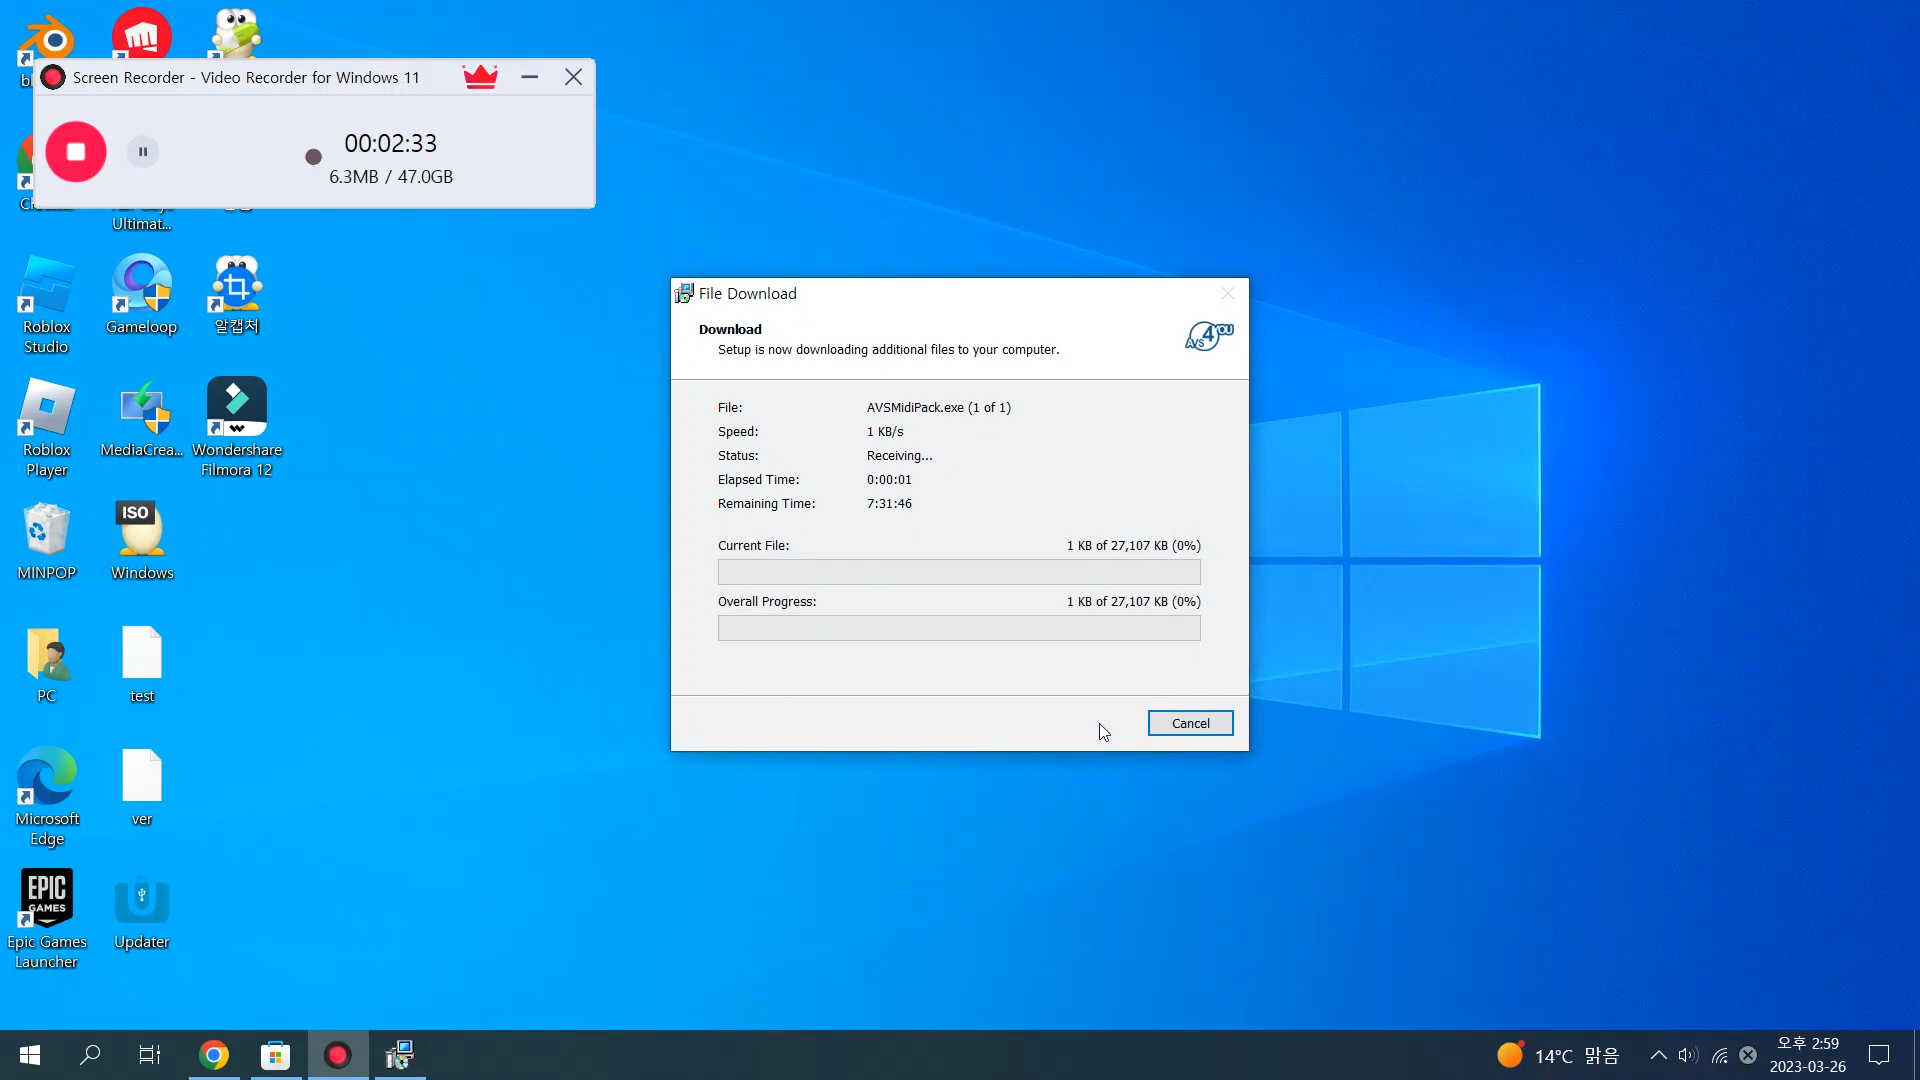 Screen Recorder - Video Recorder for Windows 11
00:02:33
6.3MB / 47.0GB
Ultimat...
Roblox
Studio
Gameloop
알캡처
Roblox
Player
MediaCrea...
Wondershare
Filmora 12
MINPOP
ISO
Windows
PC
test
Microsoft
Edge
ver
EPIC
GAMES
Epic Games
Launcher
Updater
File Download
Download
Setup is now downloading additional files to your computer.
AVS4YOU
File: AVSMidiPack.exe (1 of 1)
Speed: 1 KB/s
Status: Receiving...
Elapsed Time: 0:00:01
Remaining Time: 7:31:46
Current File: 1 KB of 27,107 KB (0%)
Overall Progress: 1 KB of 27,107 KB (0%)
Cancel
14°C 맑음
오후 2:59
2023-03-26